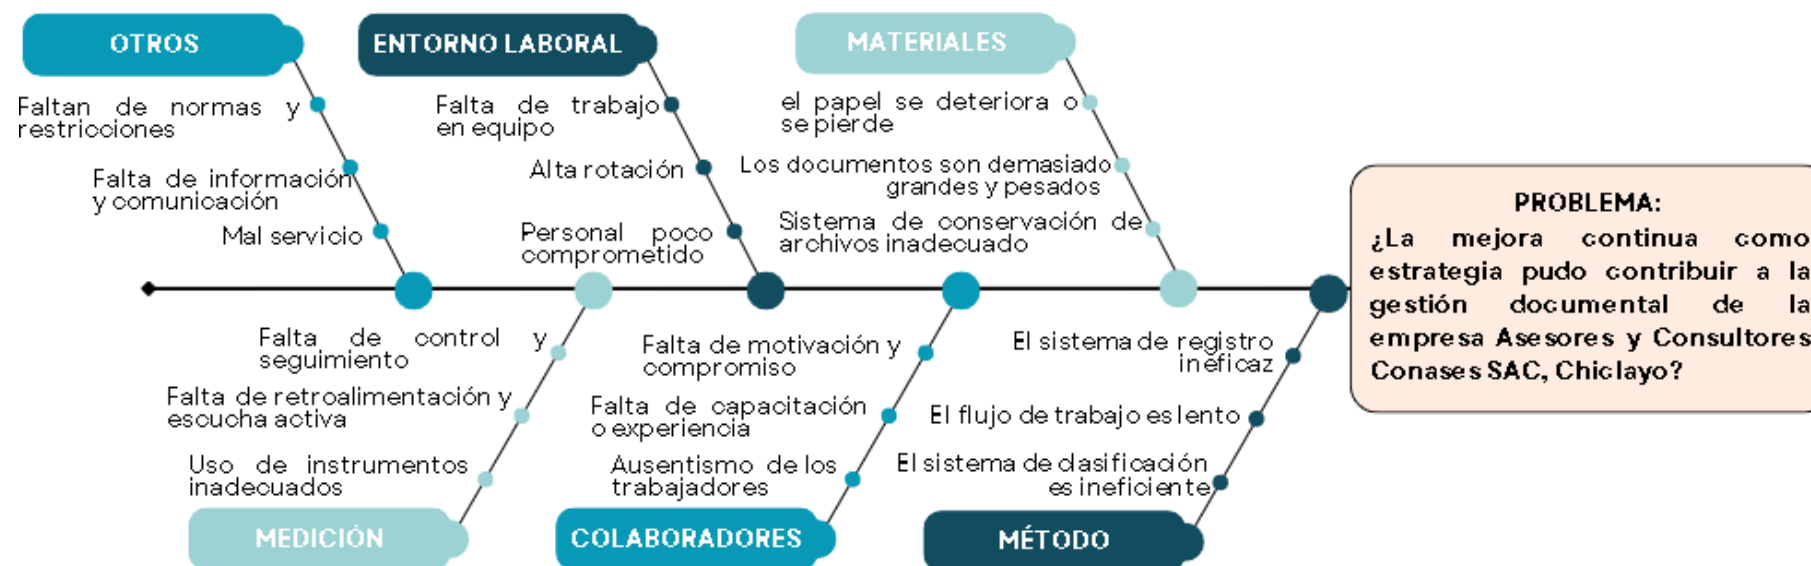 OTROS
Faltan de normas y
restricciones
Falta de información
y comunicación
Mal servicio
ENTORNO LABORAL
Falta de trabajo
en equipo
Alta rotación
Personal poco
comprometido
MATERIALES
el papel se deteriora o
se pierde
Los documentos son demasiado
grandes y pesados
Sistema de conservación de
archivos inadecuado
PROBLEMA:
¿La mejora continua como
estrategia pudo contribuir a la
gestión documental de la
empresa Asesores y Consultores
Conases SAC, Chiclayo?
Falta de control y
seguimiento
Falta de retroalimentación y
escucha activa
Uso de instrumentos
inadecuados
MEDICIÓN
Falta de motivación y
compromiso
Falta de capacitación
o experiencia
Ausentismo de los
trabajadores
COLABORADORES
El sistema de registro
ineficaz
El flujo de trabajo es lento
El sistema de clasificación
es ineficiente
MÉTODO